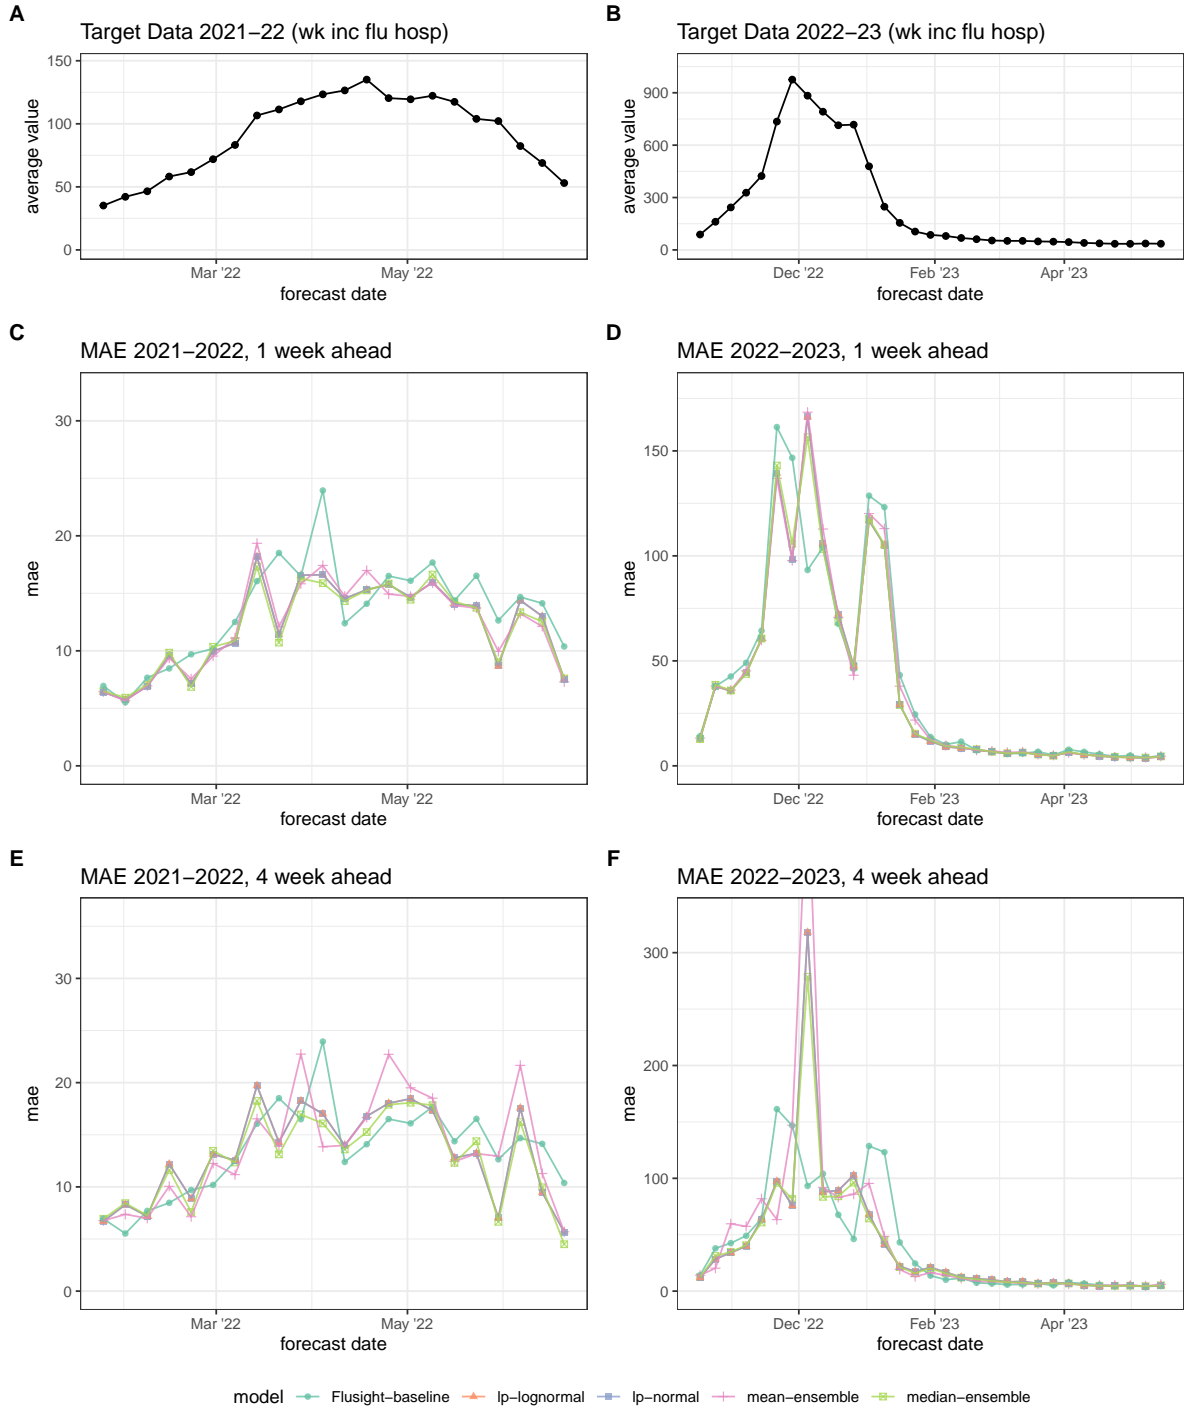 A
Target Data 2021−22 (wk inc flu hosp)
150
100
50
0
average value
Mar '22
May '22
forecast date
B
Target Data 2022−23 (wk inc flu hosp)
900
600
300
0
average value
Dec '22
Feb '23
Apr '23
forecast date
C
MAE 2021−2022, 1 week ahead
30
20
10
0
mae
Mar '22
May '22
forecast date
D
MAE 2022−2023, 1 week ahead
150
100
50
0
mae
Dec '22
Feb '23
Apr '23
forecast date
E
MAE 2021−2022, 4 week ahead
30
20
10
0
mae
Mar '22
May '22
forecast date
F
MAE 2022−2023, 4 week ahead
300
200
100
0
mae
Dec '22
Feb '23
Apr '23
forecast date
model Flusight−baseline lp−lognormal lp−normal mean−ensemble median−ensemble